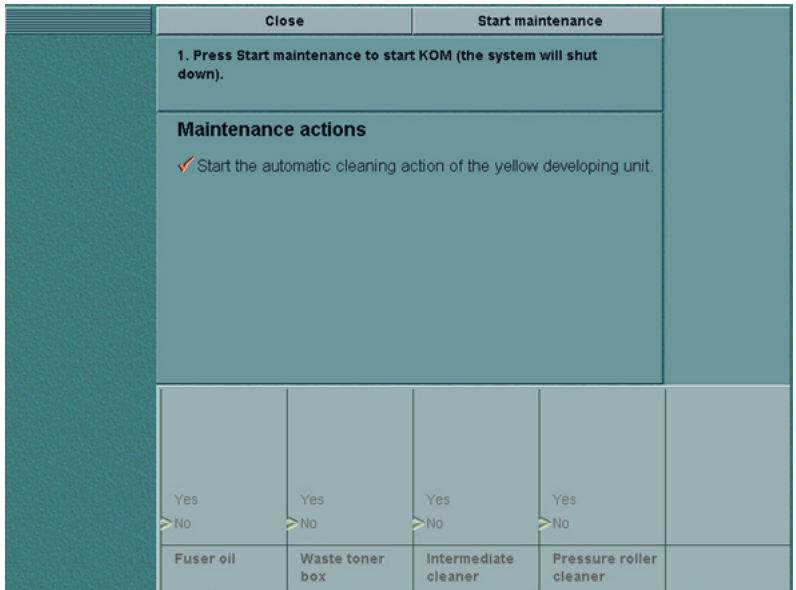 Close
Start maintenance
1. Press Start maintenance to start KOM (the system will shut
down).
Maintenance actions
Start the automatic cleaning action of the yellow developing unit.
Yes
No
Fuser oil
Yes
No
Waste toner
box
Yes
No
Intermediate
cleaner
Yes
No
Pressure roller
cleaner